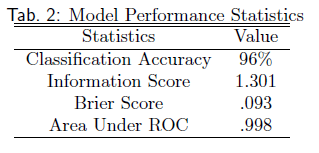 Tab. 2: Model Performance Statistics
Statistics Value
Classification Accuracy 96%
Information Score 1.301
Brier Score .093
Area Under ROC .998